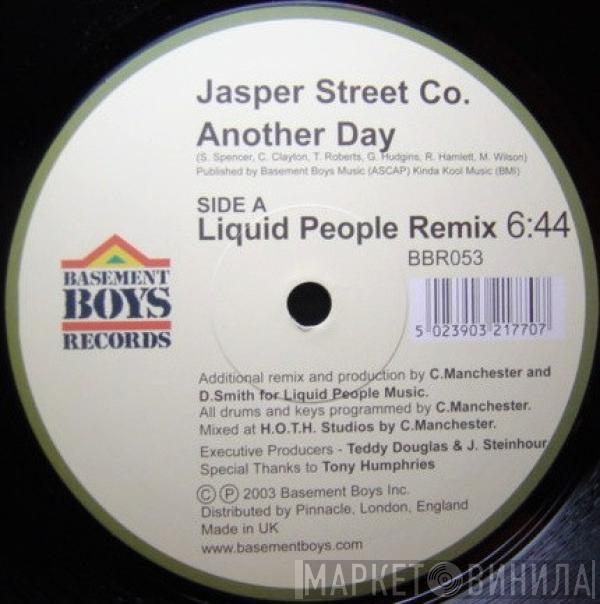 Jasper Street Co.
Another Day
(S. Spencer, C. Clayton, T. Roberts, G. Hudgins, R. Hamlett, M. Wilson)
Published by Basement Boys Music (ASCAP) Kinda Kool Music (BMI)
SIDE A
Liquid People Remix 6:44
BBR053
BASEMENT
BOYS
RECORDS
5 023903 217707
Additional remix and production by C.Manchester and
D.Smith for Liquid People Music.
All drums and keys programmed by C.Manchester.
Mixed at H.O.T.H. Studios by C.Manchester.
Executive Producers - Teddy Douglas & J. Steinhour
Special Thanks to Tony Humphries
Ⓒ Ⓟ 2003 Basement Boys Inc.
Distributed by Pinnacle, London, England
Made in UK
www.basementboys.com
МАРКЕТ ВИНИЛА